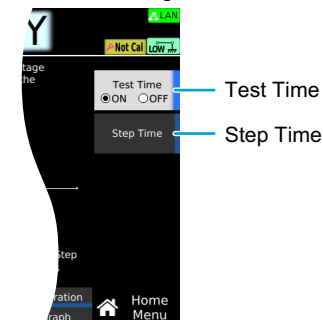 LAN
Y
Not Cal LOW
tage
the
Test Time
ON OFF
Test Time
Step Time
Step Time
Step
s
ration
raph
Home
Menu